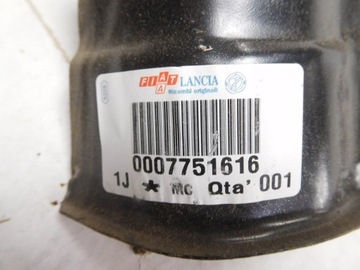 FIAT LANCIA
Ricambi originali
0007751616
1J * MC Qta' 001